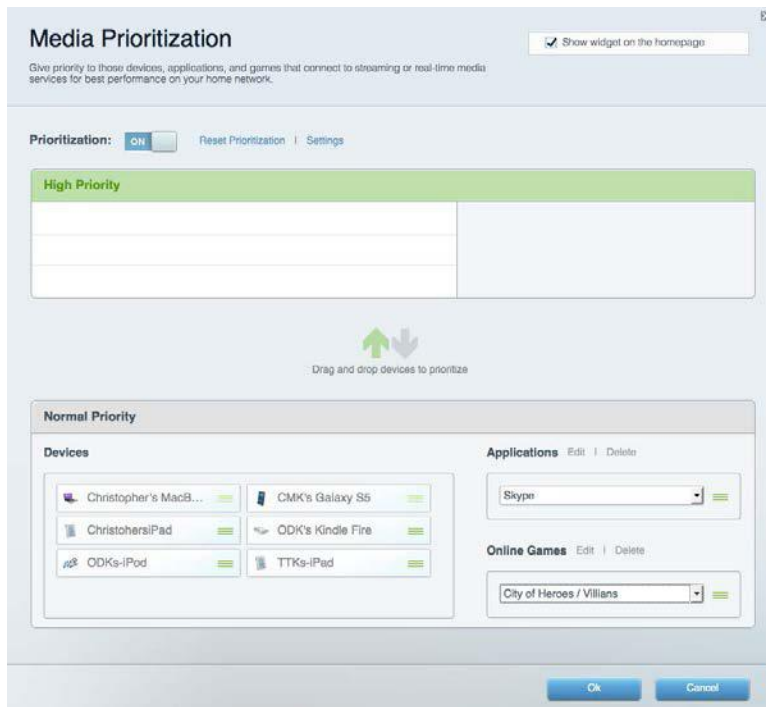 Media Prioritization
Show widget on the homepage
Give priority to those devices, applications, and games that connect to streaming or real-time media
services for best performance on your home network.
Prioritization: ON Reset Prioritization | Settings
High Priority
Drag and drop devices to prioritize
Normal Priority
Devices
Christopher's MacB... CMK's Galaxy S5
ChristohersiPad ODK's Kindle Fire
ODKs-iPod TTKs-iPad
Applications Edit | Delete
Skype
Online Games Edit | Delete
City of Heroes / Villians
Ok Cancel